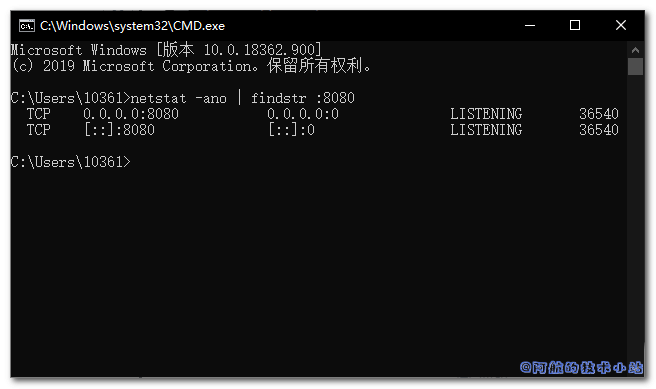 C:\Windows\system32\CMD.exe
Microsoft Windows [版本 10.0.18362.900]
(c) 2019 Microsoft Corporation。保留所有权利。
C:\Users\10361>netstat -ano | findstr :8080
TCP 0.0.0.0:8080 0.0.0.0:0 LISTENING 36540
TCP [::]:8080 [::]:0 LISTENING 36540
C:\Users\10361>
@阿航的技术小站